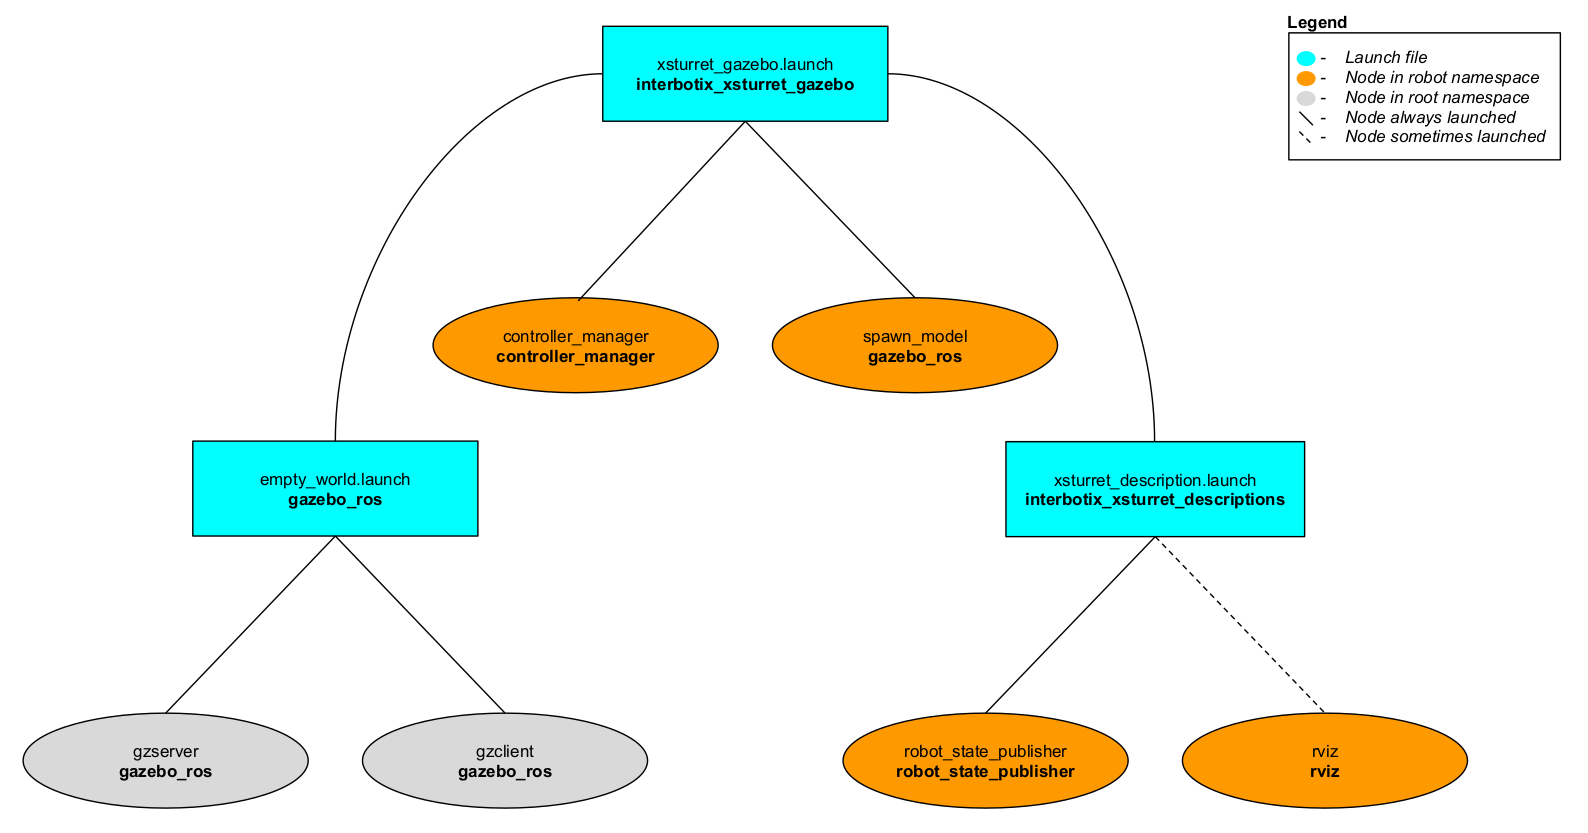 Legend
- Launch file
- Node in robot namespace
- Node in root namespace
- Node always launched
- Node sometimes launched
xsturret_gazebo.launch
interbotix_xsturret_gazebo
controller_manager
controller_manager
spawn_model
gazebo_ros
empty_world.launch
gazebo_ros
xsturret_description.launch
interbotix_xsturret_descriptions
gzserver
gazebo_ros
gzclient
gazebo_ros
robot_state_publisher
robot_state_publisher
rviz
rviz